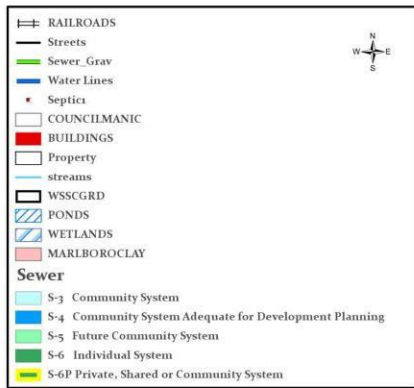 RAILROADS
Streets
Sewer_Grav
Water Lines
Septic1
COUNCILMANIC
BUILDINGS
Property
streams
WSSCGRD
PONDS
WETLANDS
MARLBOROCLAY
Sewer
S-3 Community System
S-4 Community System Adequate for Development Planning
S-5 Future Community System
S-6 Individual System
S-6P Private, Shared or Community System
N
W E
S